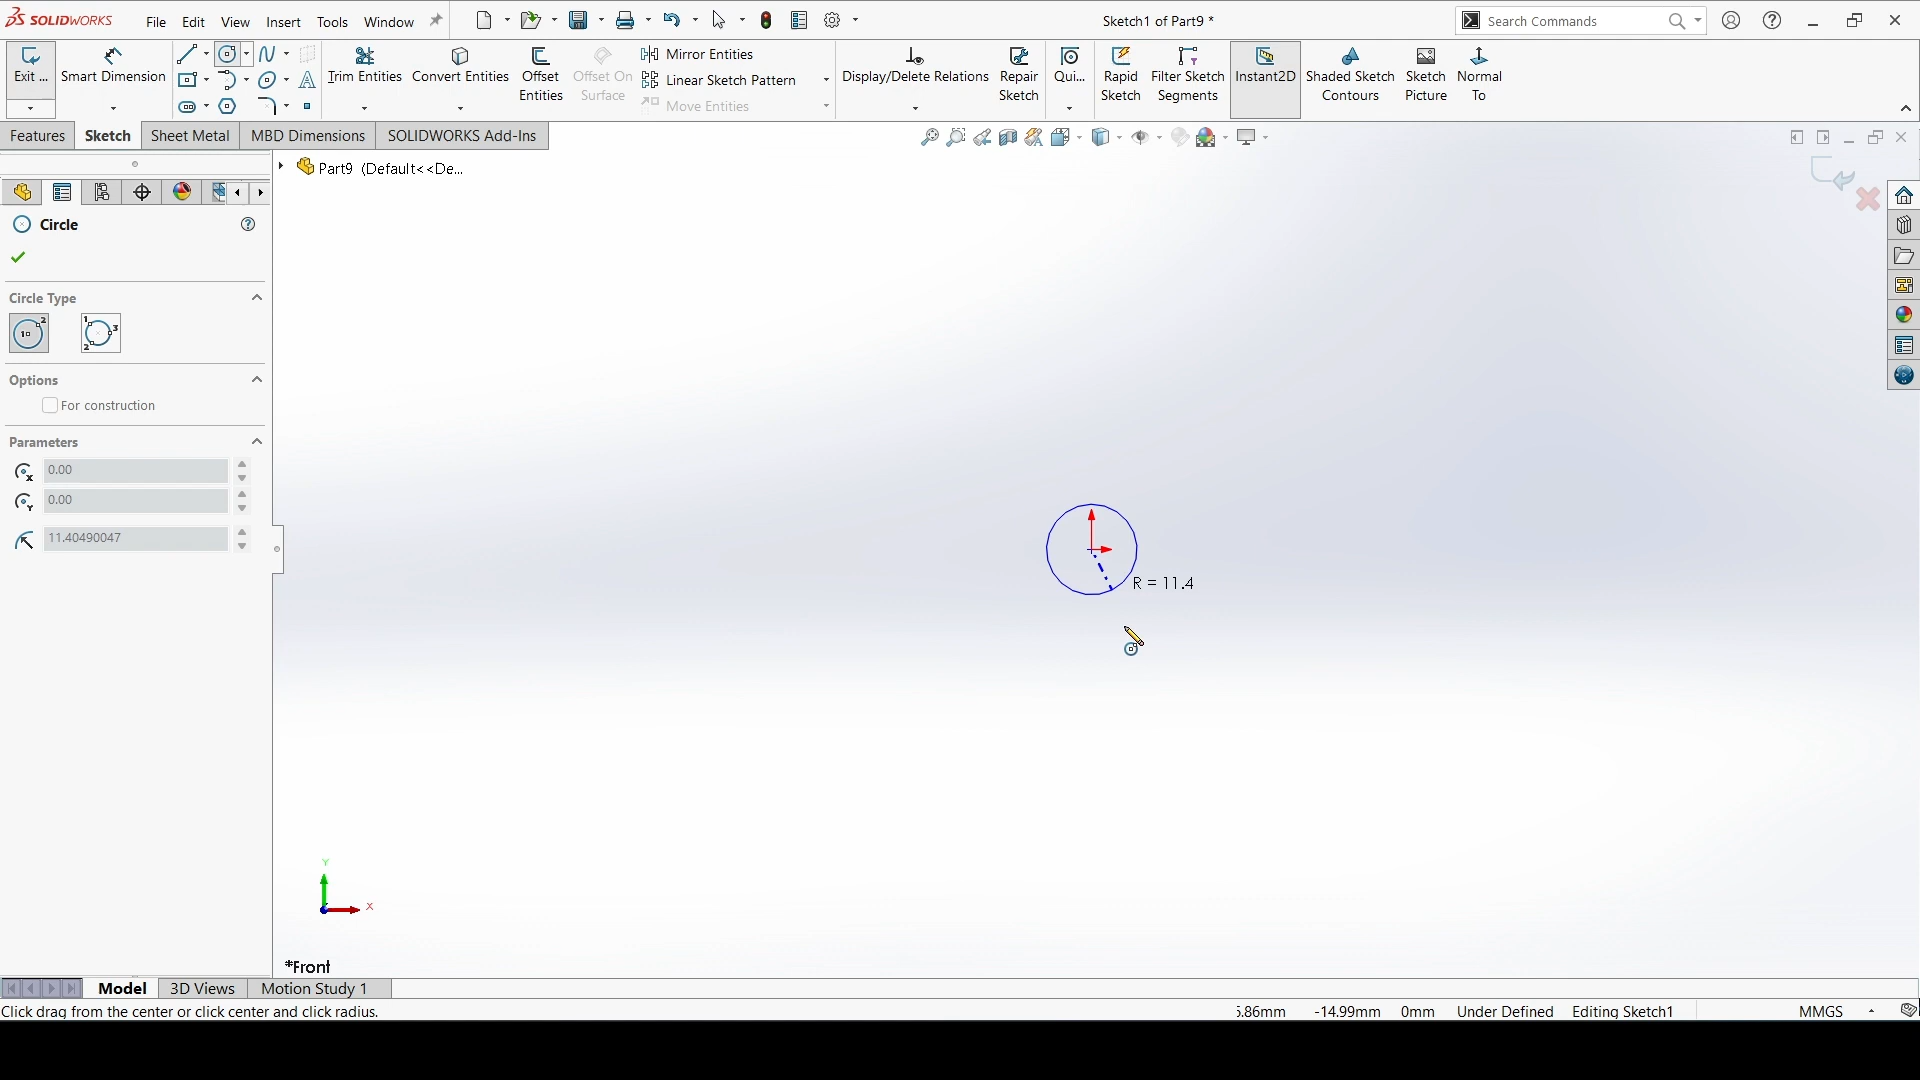 SOLIDWORKS File Edit View Insert Tools Window Sketch1 of Part9 * Search Commands
Exit ... Smart Dimension Trim Entities Convert Entities Offset Entities Offset On Surface Mirror Entities Display/Delete Relations Repair Sketch Qui... Rapid Sketch Filter Sketch Segments Instant2D Shaded Sketch Contours Sketch Picture Normal To
Linear Sketch Pattern
Move Entities
Features Sketch Sheet Metal MBD Dimensions SOLIDWORKS Add-Ins
Part9 (Default<<De...
Circle
Circle Type
Options
For construction
Parameters
0.00
0.00
11.40490047
R = 11.4
Y
X
*Front
Model 3D Views Motion Study 1
Click drag from the center or click center and click radius. -14.99mm 0mm Under Defined Editing Sketch1 MMGS